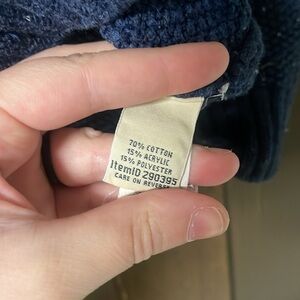 70% COTTON
15% ACRYLIC
15% POLYESTER
ItemID 290395
CARE ON REVERSE